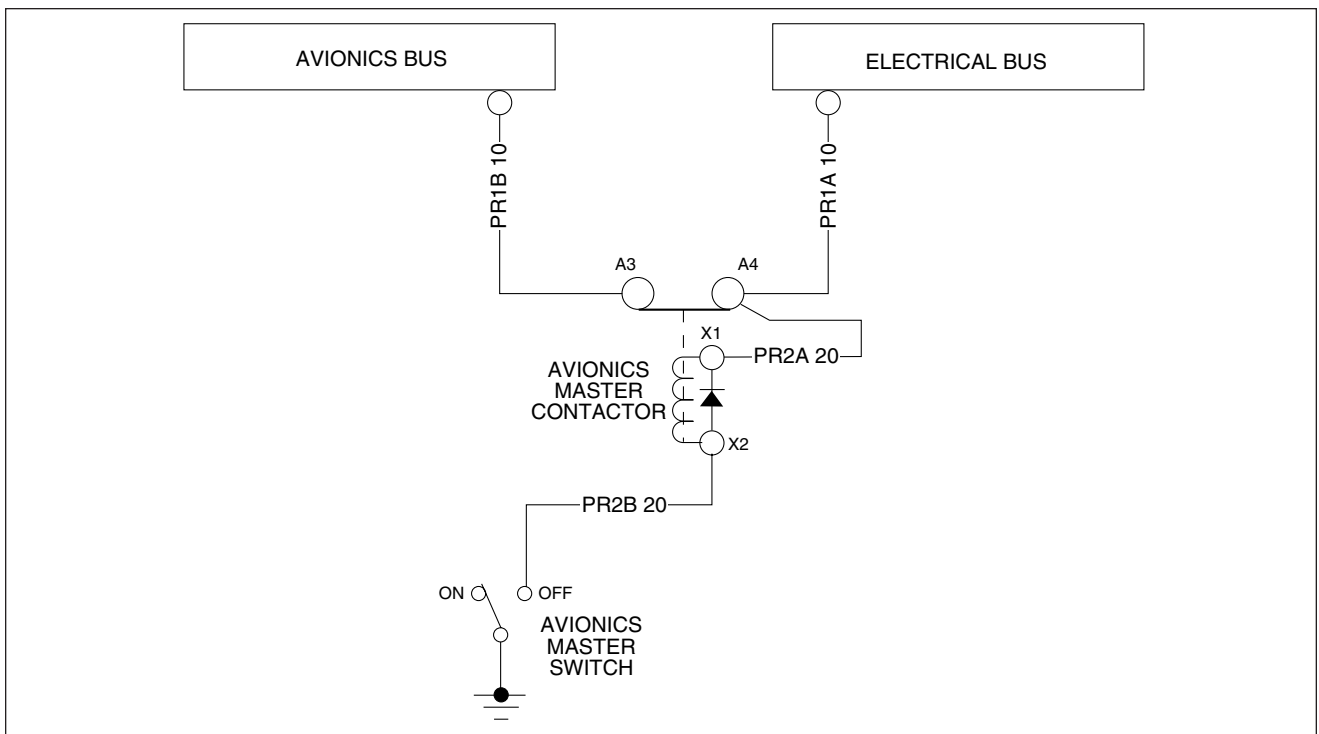 AVIONICS BUS
ELECTRICAL BUS
PR1B 10
PR1A 10
A3
A4
X1
PR2A 20
AVIONICS
MASTER
CONTACTOR
X2
PR2B 20
ON
OFF
AVIONICS
MASTER
SWITCH